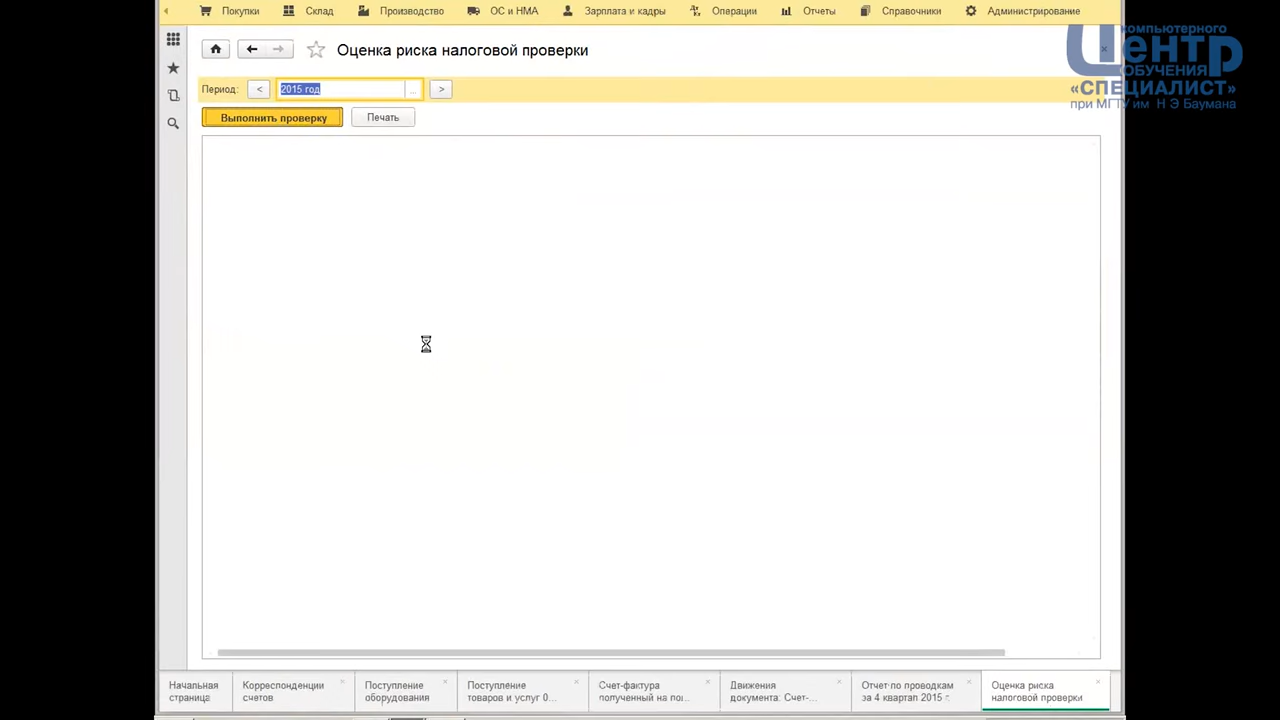 Покупки Склад Производство ОС и НМА Зарплата и кадры Операции Отчеты Справочники Администрирование
компьютерного
Центр
ОБУЧЕНИЯ
«СПЕЦИАЛИСТ»
при МГТУ им Н Э Баумана
Оценка риска налоговой проверки
Период: < 2015 год ... >
Выполнить проверку Печать
Начальная страница
Корреспонденции счетов
Поступление оборудования
Поступление товаров и услуг 0...
Счет-фактура полученный на по...
Движения документа: Счет-...
Отчет по проводкам за 4 квартал 2015 г.
Оценка риска налоговой проверки